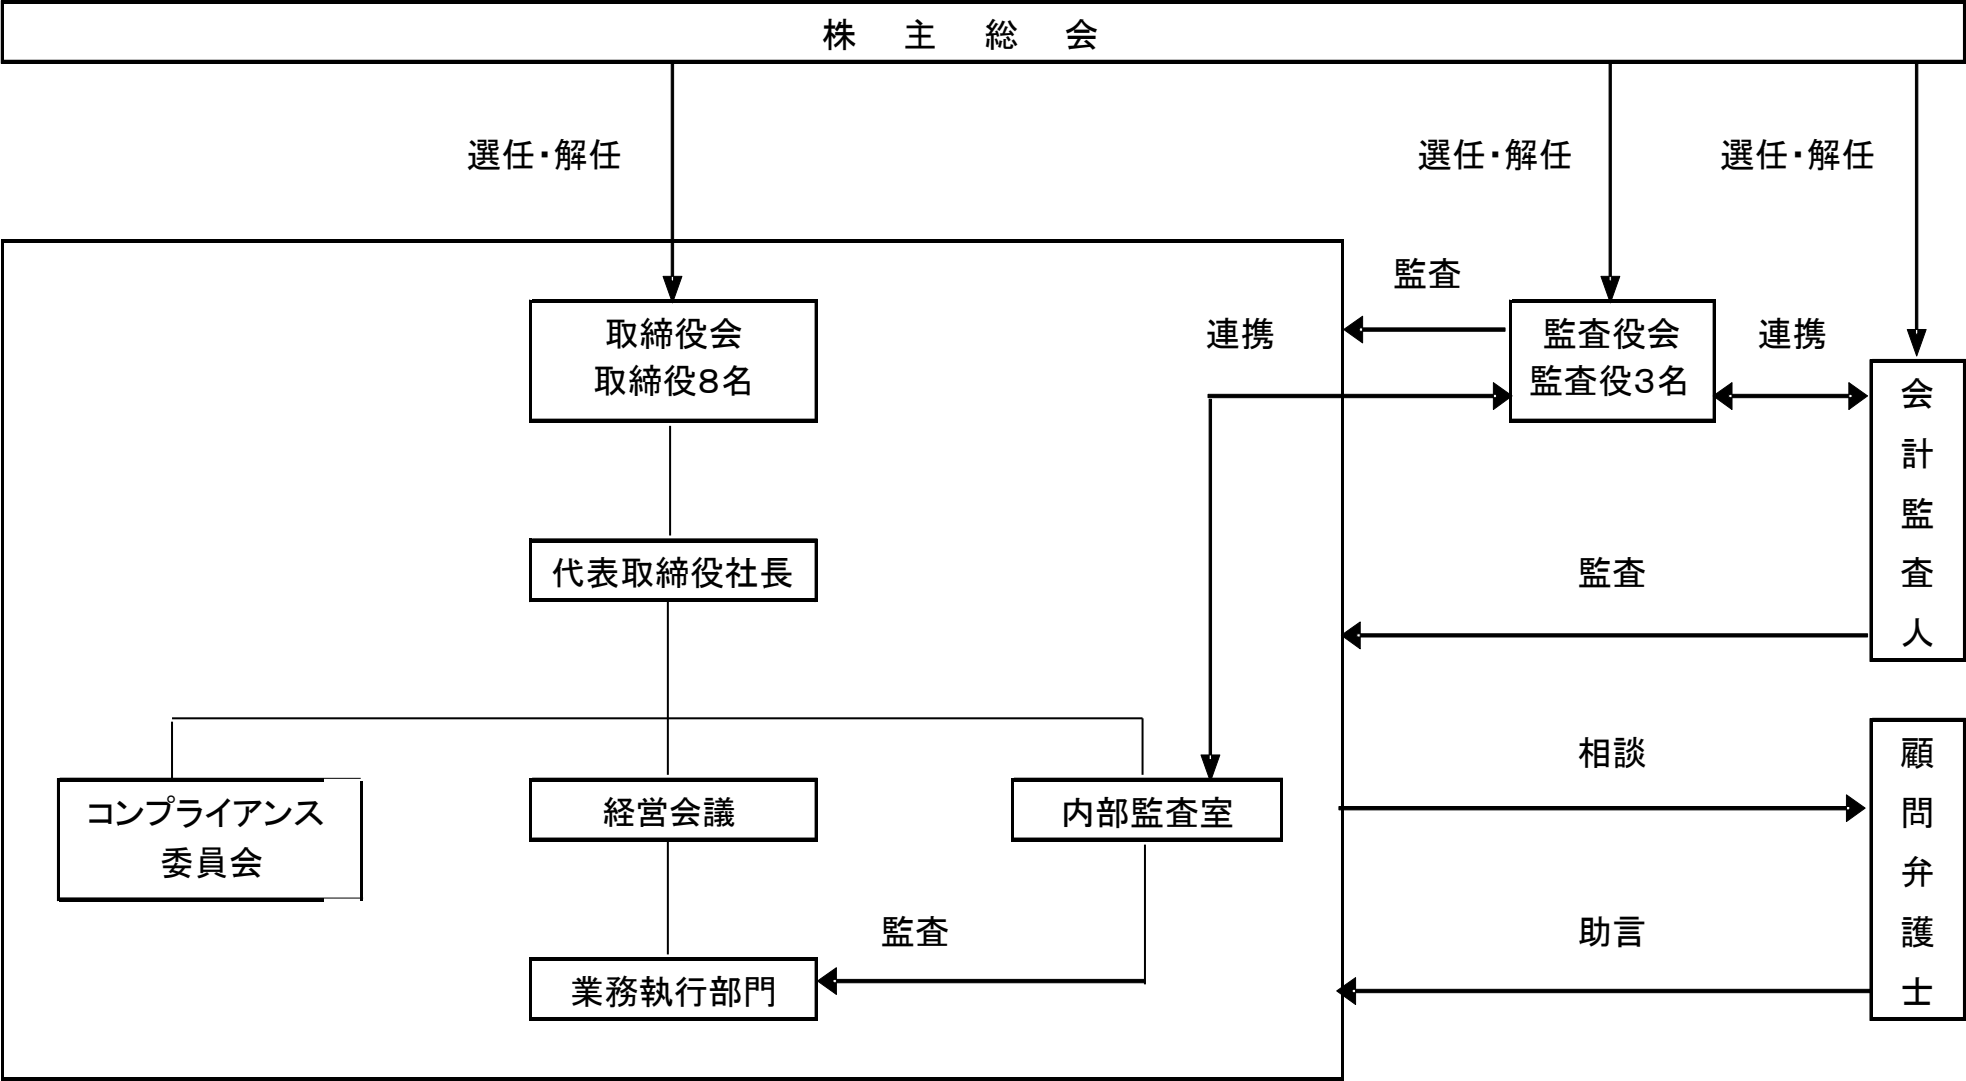 株主総会
選任・解任
選任・解任
選任・解任
監査
連携
取締役会
取締役8名
監査役会
監査役3名
連携
会計監査人
代表取締役社長
監査
相談
顧問弁護士
コンプライアンス
委員会
経営会議
内部監査室
監査
助言
業務執行部門